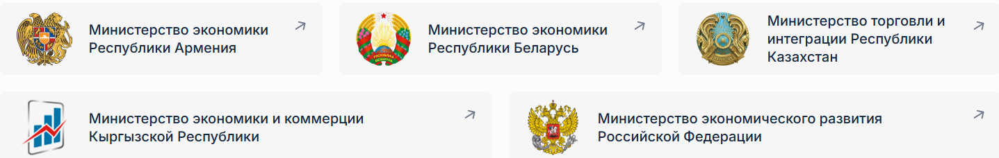 Министерство экономики
Республики Армения
Министерство экономики
Республики Беларусь
Министерство торговли и
интеграции Республики
Казахстан
Министерство экономики и коммерции
Кыргызской Республики
Министерство экономического развития
Российской Федерации